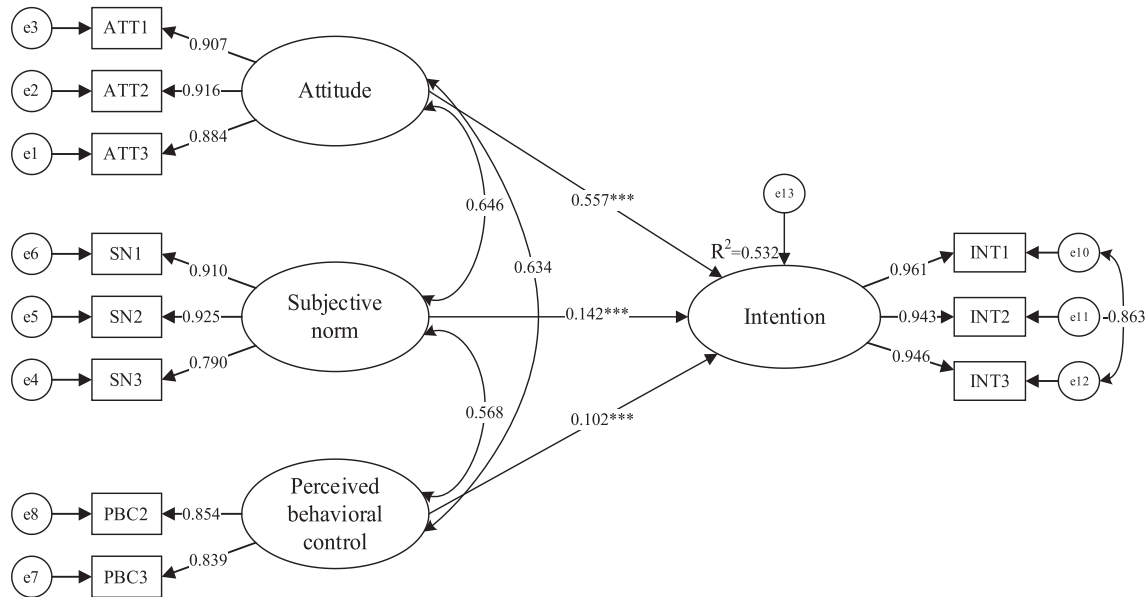 e3
ATT1
0.907
e2
ATT2
0.916
e1
ATT3
0.884
Attitude
e6
SN1
0.910
e5
SN2
0.925
e4
SN3
0.790
Subjective
norm
e8
PBC2
0.854
e7
PBC3
0.839
Perceived
behavioral
control
0.646
0.634
0.568
0.557***
0.142***
0.102***
e13
R²=0.532
Intention
0.961
INT1
e10
0.943
INT2
e11
0.946
INT3
e12
-0.863